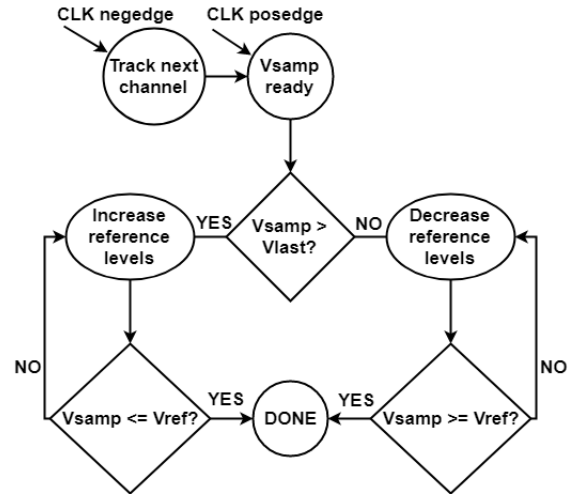 CLK negedge
CLK posedge
Track next
channel
Vsamp
ready
Increase
reference
levels
YES
Vsamp >
Vlast?
NO
Decrease
reference
levels
NO
Vsamp <= Vref?
YES
DONE
YES
Vsamp >= Vref?
NO